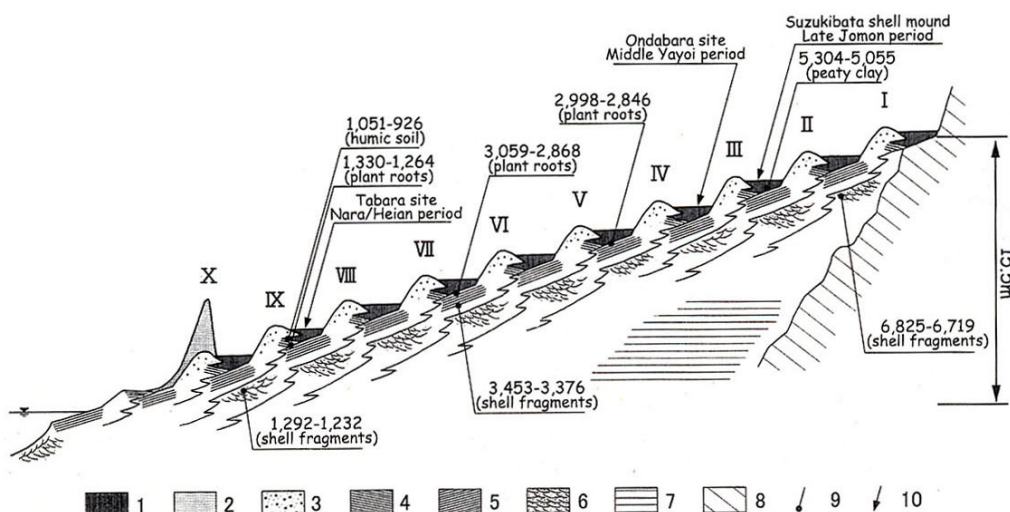 Suzukibata shell mound
Late Jomon period
Ondabara site
Middle Yayoi period
5,304-5,055
(peaty clay)
I
2,998-2,846
(plant roots)
II
1,051-926
(humic soil)
3,059-2,868
(plant roots)
III
1,330-1,264
(plant roots)
IV
Tabara site
Nara/Heian period
V
VI
VII
X
VIII
IX
15.5m
6,825-6,719
(shell fragments)
3,453-3,376
(shell fragments)
1,292-1,232
(shell fragments)
1 2 3 4 5 6 7 8 9 10